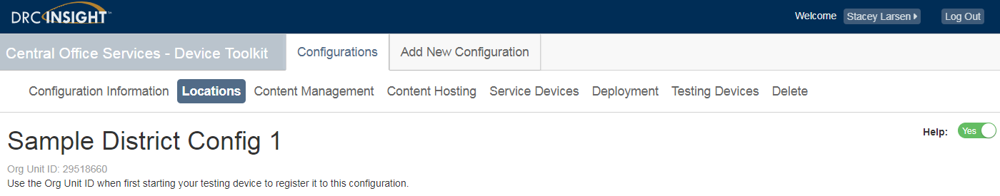 DRC INSIGHT™ Welcome Stacey Larsen Log Out
Central Office Services - Device Toolkit Configurations Add New Configuration
Configuration Information Locations Content Management Content Hosting Service Devices Deployment Testing Devices Delete
Sample District Config 1 Help: Yes
Org Unit ID: 29518660
Use the Org Unit ID when first starting your testing device to register it to this configuration.